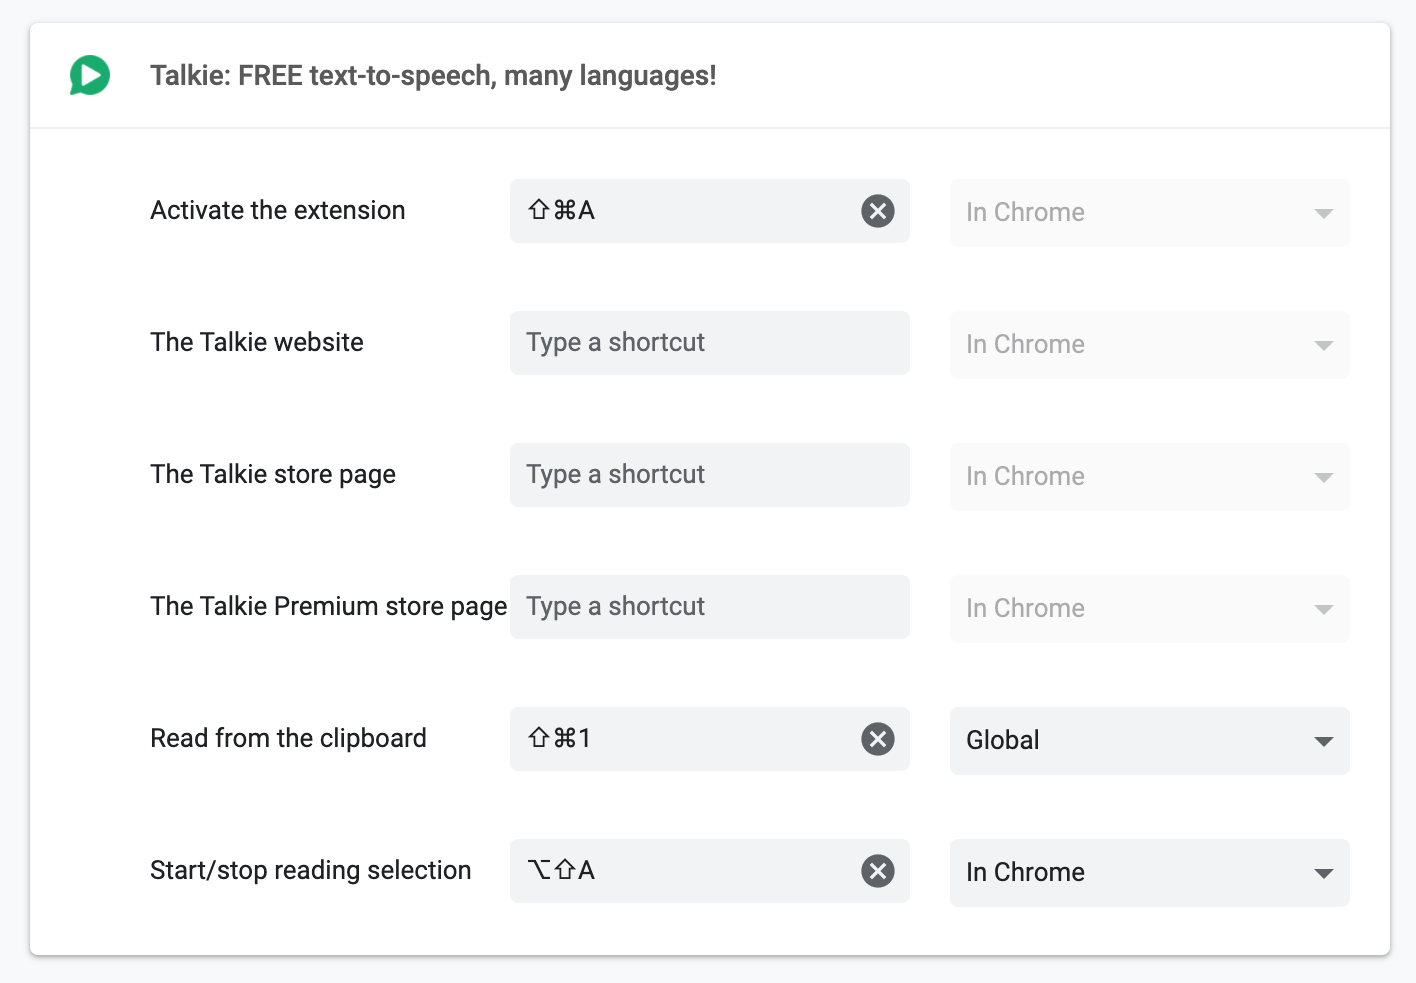 Talkie: FREE text-to-speech, many languages!
Activate the extension ⇧⌘A In Chrome
The Talkie website Type a shortcut In Chrome
The Talkie store page Type a shortcut In Chrome
The Talkie Premium store page Type a shortcut In Chrome
Read from the clipboard ⇧⌘1 Global
Start/stop reading selection ⌥⇧A In Chrome